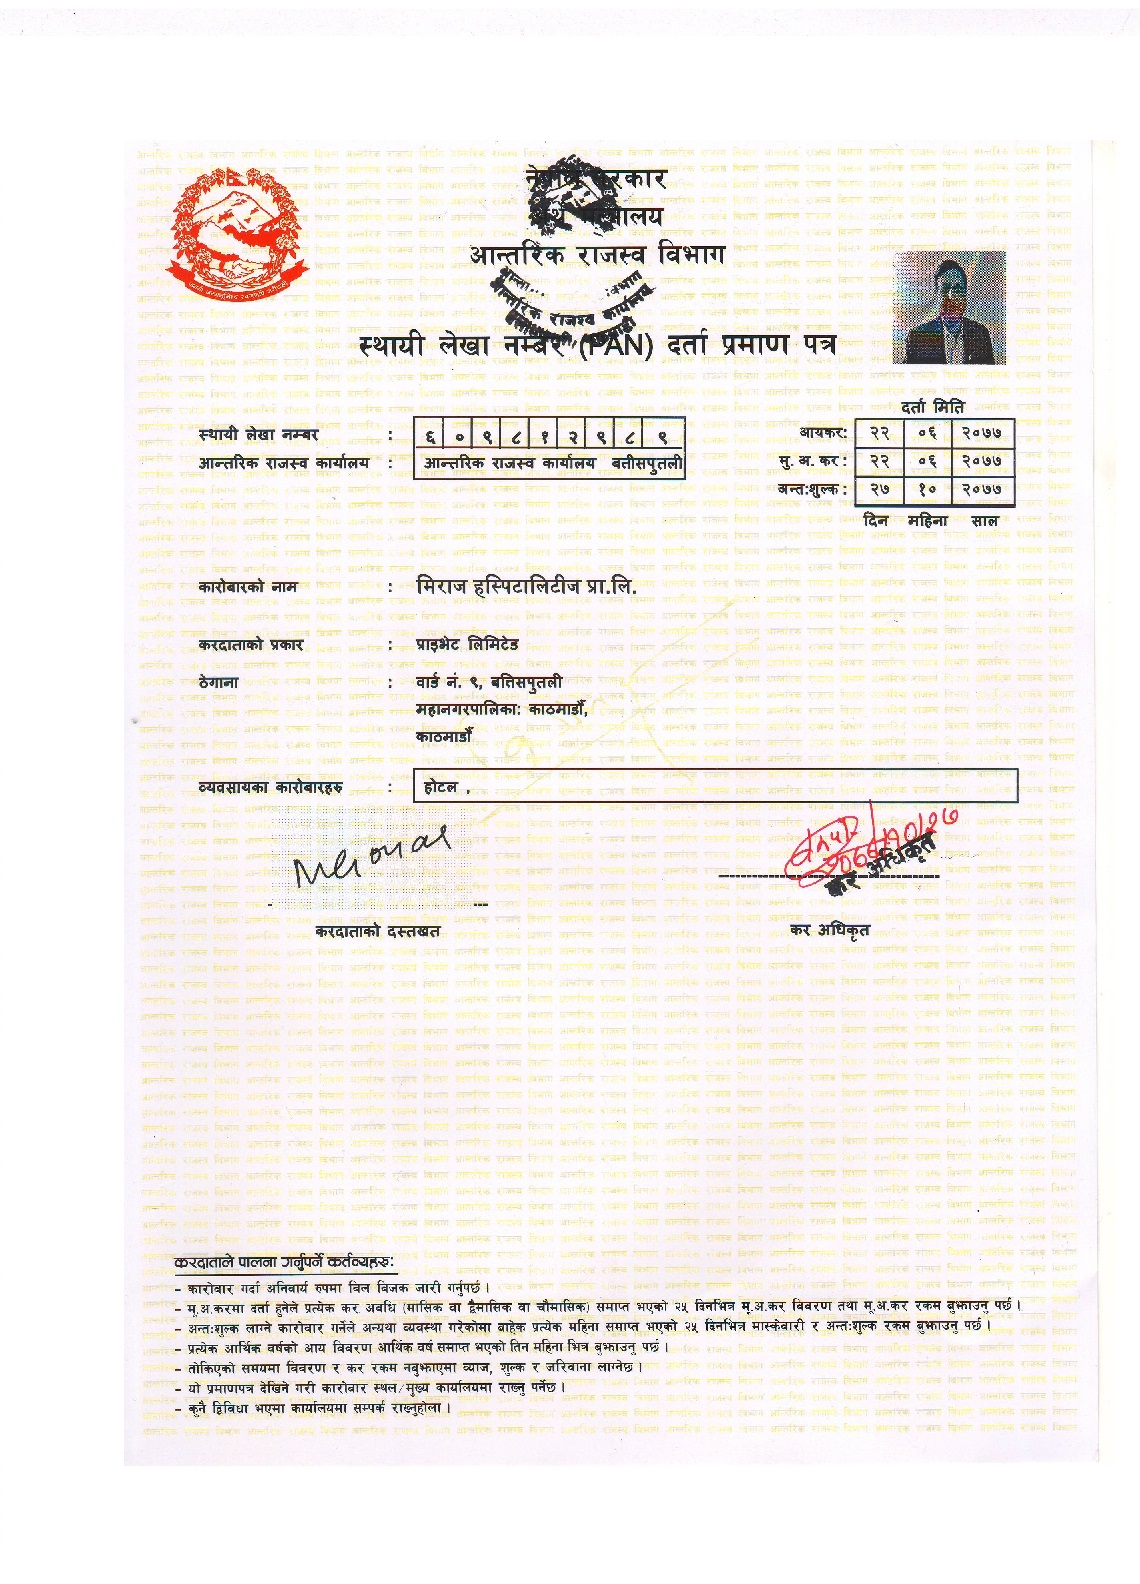 नेपाल सरकार
अर्थ मन्त्रालय
आन्तरिक राजस्व विभाग
आन्तरिक राजश्व कार्यालय
स्थायी लेखा नम्बर (PAN) दर्ता प्रमाण पत्र
दर्ता मिति
स्थायी लेखा नम्बर : ६ ० ९ ८ १ २ ९ ८ ९
आयकर: २२ ०६ २०७७
आन्तरिक राजस्व कार्यालय : आन्तरिक राजस्व कार्यालय बत्तीसपुतली
मु. अ. कर : २२ ०६ २०७७
अन्त:शुल्क : २७ १० २०७७
दिन महिना साल
कारोबारको नाम : मिराज हस्पिटालिटीज प्रा.लि.
करदाताको प्रकार : प्राइभेट लिमिटेड
ठेगाना : वार्ड नं. ९, बत्तिसपुतली
महानगरपालिका: काठमाडौँ,
काठमाडौँ
व्यवसायका कारोबारहरु : होटल ,
कर अधिकृत
करदाताको दस्तखत
कर अधिकृत
करदाताले पालना गर्नुपर्ने कर्तव्यहरु:
- कारोवार गर्दा अनिवार्य रुपमा विल विजक जारी गर्नुपर्छ ।
- मू.अ.करमा दर्ता हुनेले प्रत्येक कर अवधि (मासिक वा द्वैमासिक वा चौमासिक) समाप्त भएको २५ दिनभित्र मू.अ.कर विवरण तथा मू.अ.कर रकम बुझाउनु पर्छ ।
- अन्त:शुल्क लाग्ने कारोवार गर्नेले अन्यथा व्यवस्था गरेकोमा बाहेक प्रत्येक महिना समाप्त भएको २५ दिनभित्र मास्केवारी र अन्त:शुल्क रकम बुझाउनु पर्छ ।
- प्रत्येक आर्थिक वर्षको आय विवरण आर्थिक वर्ष समाप्त भएको तिन महिना भित्र बुझाउनु पर्छ ।
- तोकिएको समयमा विवरण र कर रकम नबुझाएमा व्याज, शुल्क र जरिवाना लाग्नेछ ।
- यो प्रमाणपत्र देखिने गरी कारोवार स्थल/मुख्य कार्यालयमा राख्नु पर्नेछ ।
- कुनै द्विविधा भएमा कार्यालयमा सम्पर्क राख्नुहोला ।